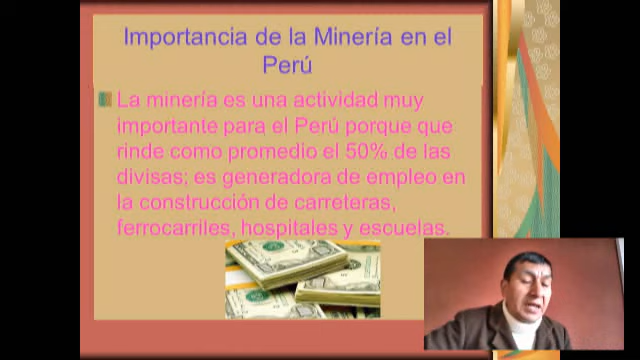 Importancia de la Minería en el
Perú
La minería es una actividad muy
importante para el Perú porque que
rinde como promedio el 50% de las
divisas; es generadora de empleo en
la construcción de carreteras,
ferrocarriles, hospitales y escuelas.